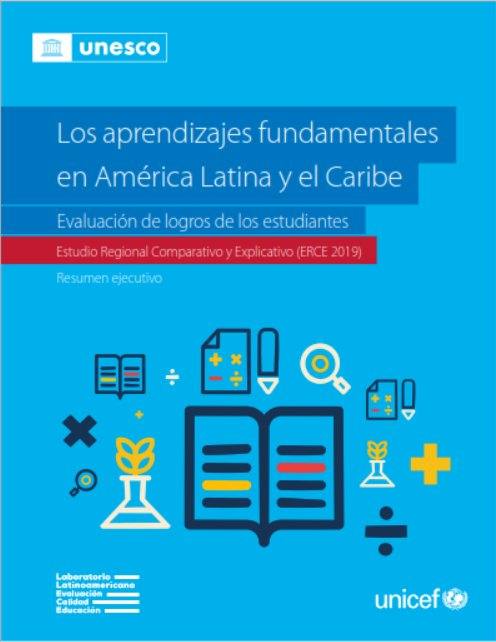 unesco
Los aprendizajes fundamentales
en América Latina y el Caribe
Evaluación de logros de los estudiantes
Estudio Regional Comparativo y Explicativo (ERCE 2019)
Resumen ejecutivo
Laboratorio
Latinoamericano
Evaluación
Calidad
Educación
unicef